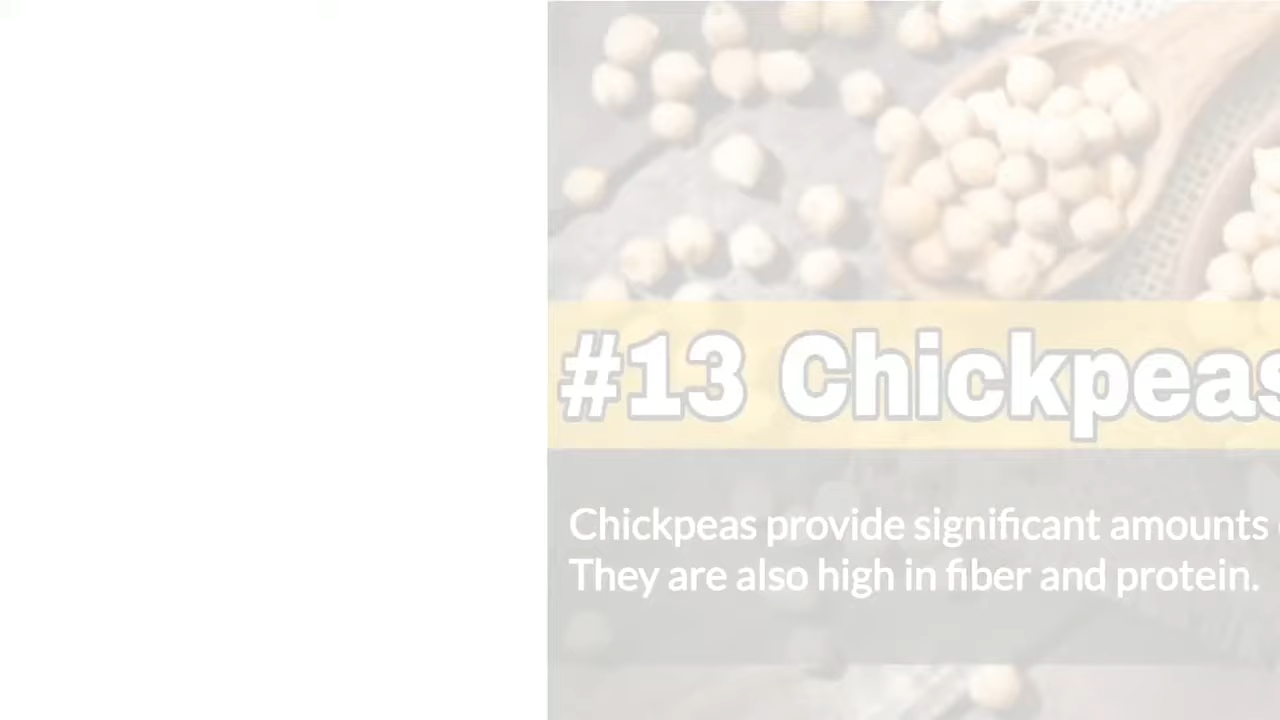 #13 Chickpeas
Chickpeas provide significant amounts
They are also high in fiber and protein.